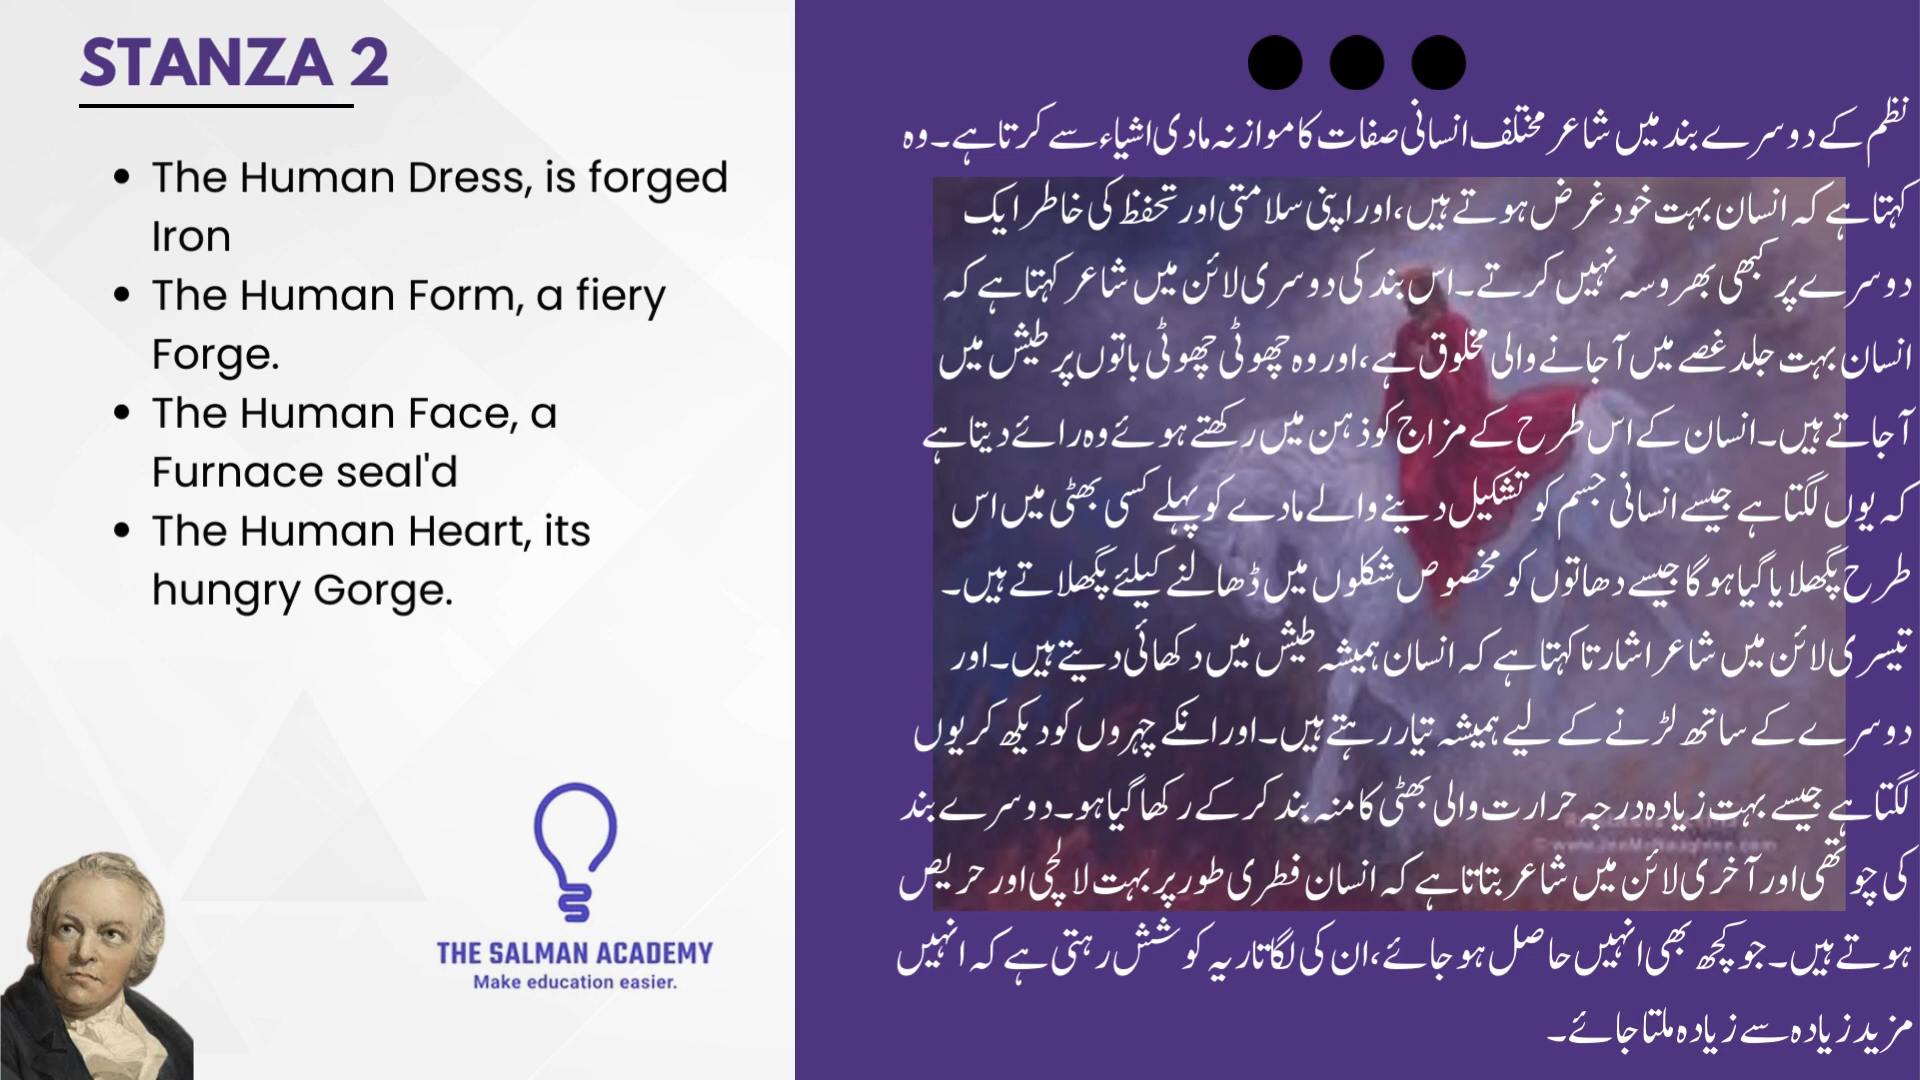 STANZA 2
The Human Dress, is forged
Iron
The Human Form, a fiery
Forge.
The Human Face, a
Furnace seal'd
The Human Heart, its
hungry Gorge.
THE SALMAN ACADEMY
Make education easier.
نظم کے دوسرے بند میں شاعر مختلف انسانی صفات کا موازنہ مادی اشیاء سے کرتا ہے۔ وہ
کہتا ہے کہ انسان بہت خود غرض ہوتے ہیں، اور اپنی سلامتی اور تحفظ کی خاطر ایک
دوسرے پر کبھی بھروسہ نہیں کرتے۔ اس بند کی دوسری لائن میں شاعر کہتا ہے کہ
انسان بہت جلد غصے میں آ جانے والی مخلوق ہے، اور وہ چھوٹی چھوٹی باتوں پر طیش میں
آ جاتے ہیں۔ انسان کے اس طرح کے مزاج کو ذہن میں رکھتے ہوئے وہ رائے دیتا ہے
کہ یوں لگتا ہے جیسے انسانی جسم کو تشکیل دینے والے مادے کو پہلے کسی بھٹی میں اس
طرح پگھلایا گیا ہو گا جیسے دھاتوں کو مخصوص شکلوں میں ڈھالنے کیلئے پگھلاتے ہیں۔
تیسری لائن میں شاعر اشارتا کہتا ہے کہ انسان ہمیشہ طیش میں دکھائی دیتے ہیں۔ اور
دوسرے کے ساتھ لڑنے کے لیے ہمیشہ تیار رہتے ہیں۔ اور انکے چہروں کو دیکھ کر یوں
لگتا ہے جیسے بہت زیادہ درجہ حرارت والی بھٹی کا منہ بند کر کے رکھا گیا ہو۔ دوسرے بند
کی چوتھی اور آخری لائن میں شاعر بتاتا ہے کہ انسان فطری طور پر بہت لالچی اور حریص
ہوتے ہیں۔ جو کچھ بھی انہیں حاصل ہو جائے، ان کی لگاتار یہ کوشش رہتی ہے کہ انہیں
مزید زیادہ سے زیادہ ملتا جائے۔